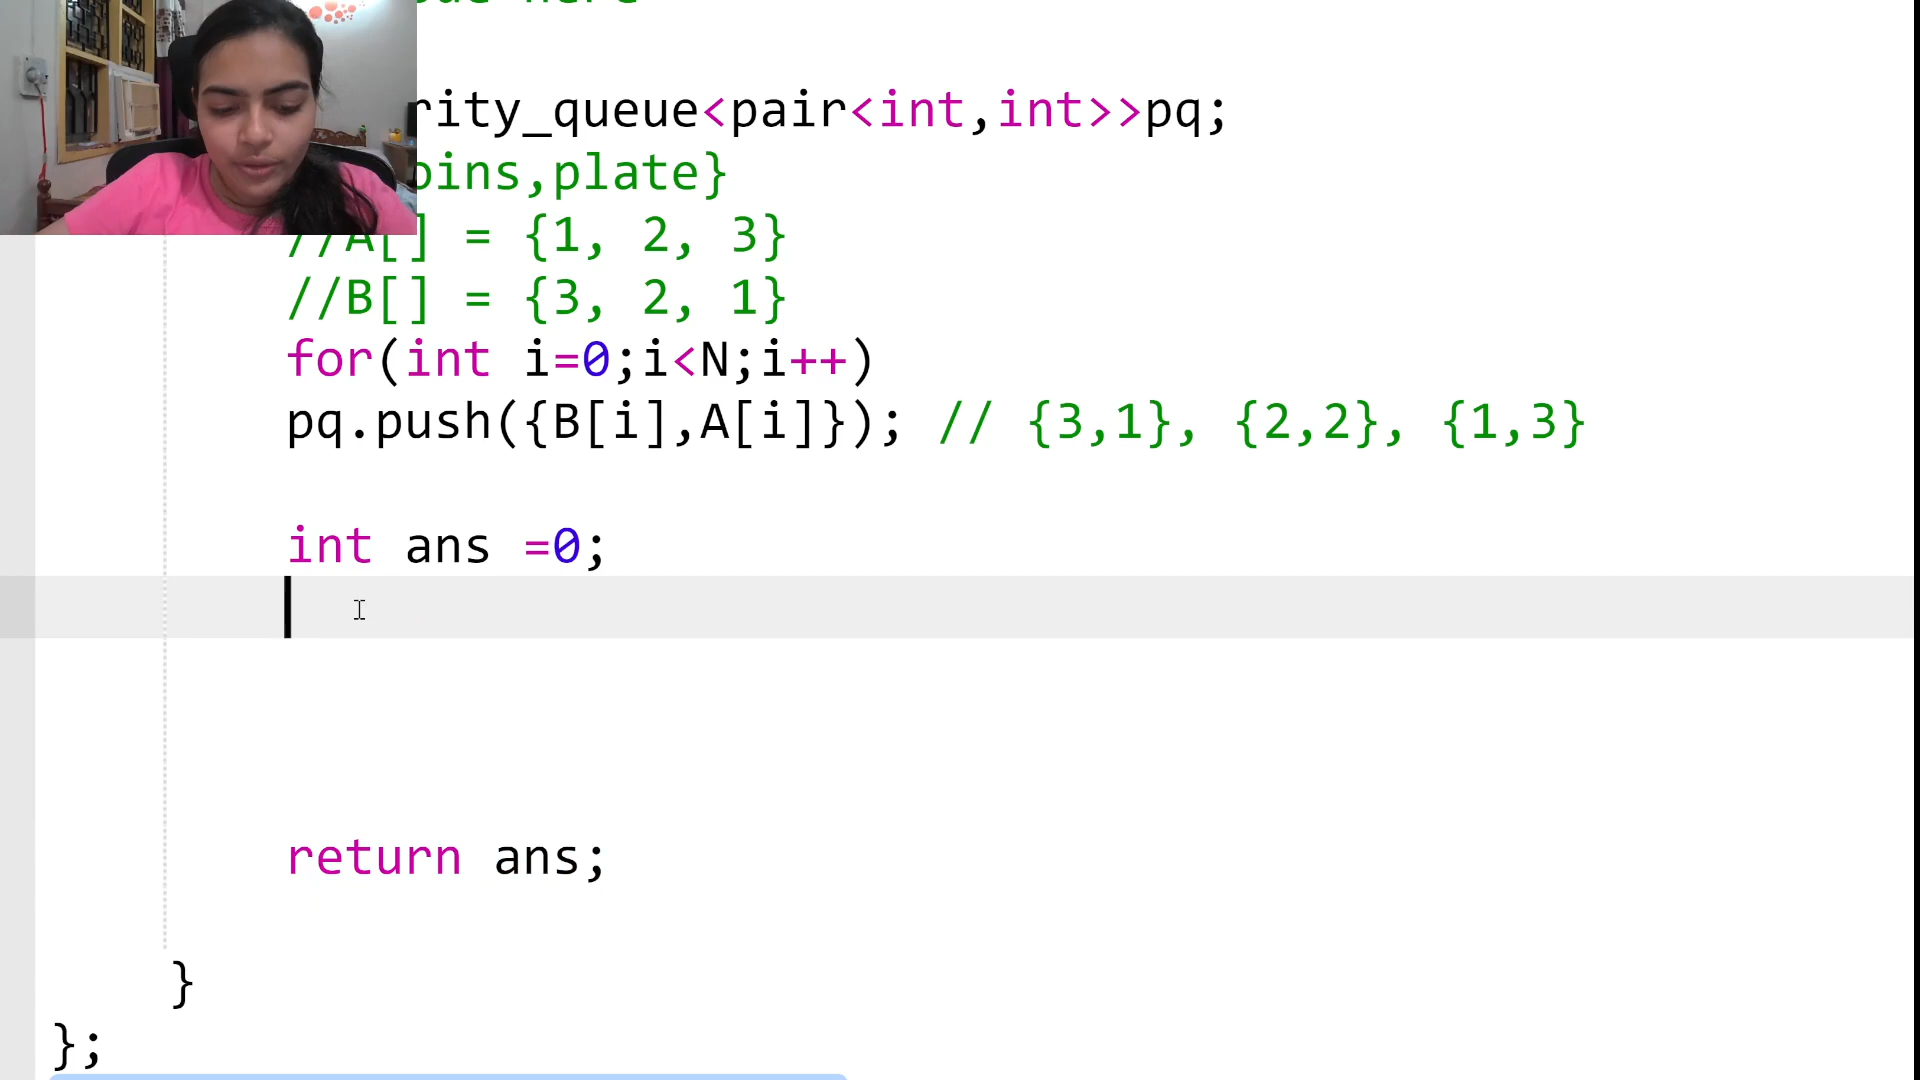 here
rity_queue<pair<int,int>>pq;
oins,plate}
//A[] = {1, 2, 3}
//B[] = {3, 2, 1}
for(int i=0;i<N;i++)
pq.push({B[i],A[i]}); // {3,1}, {2,2}, {1,3}
int ans =0;
return ans;
}
};